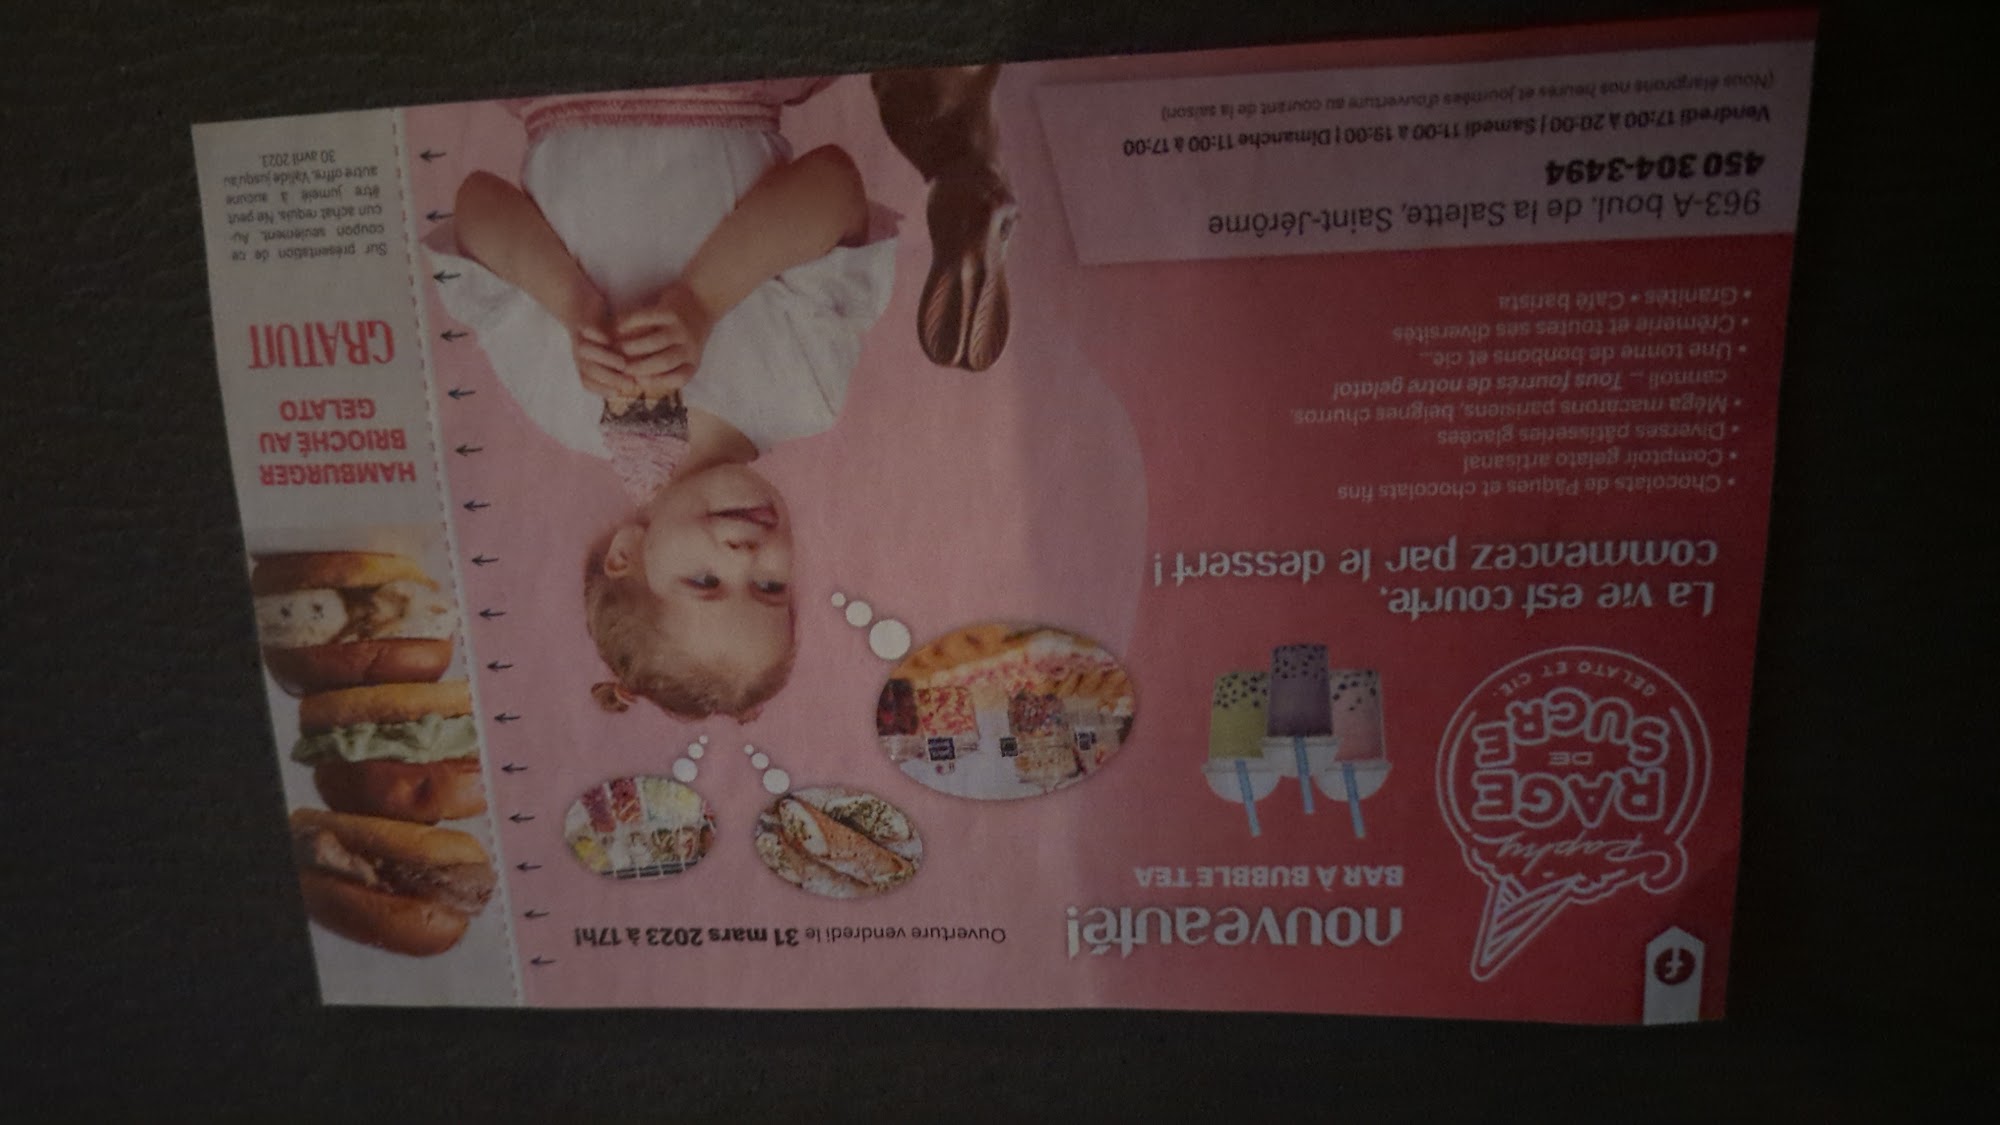 Raphy
RAGE
DE
SUCRE
GELATO ET CIE.
nouveauté!
BAR À BUBBLE TEA
Ouverture vendredi le 31 mars 2023 à 17h!
La vie est courte,
commencez par le dessert !
• Chocolats de Pâques et chocolats fins
• Comptoir gelato artisanal
• Diverses pâtisseries glacées
• Méga macarons parisiens, beignes churros,
cannoli ... Tous fourrés de notre gelato!
• Une tonne de bonbons et cie...
• Crèmerie et toutes ses diversités
• Granités • Café barista
963-A boul. de la Salette, Saint-Jérôme
450 304-3494
Vendredi 17:00 à 20:00 | Samedi 11:00 à 19:00 | Dimanche 11:00 à 17:00
(Nous élargirons nos heures et journées d'ouverture au courant de la saison)
HAMBURGER
BRIOCHÉ AU
GELATO
GRATUIT
Sur présentation de ce
coupon seulement. Au-
cun achat requis. Ne peut
être jumelé à aucune
autre offre. Valide jusqu'au
30 avril 2023.